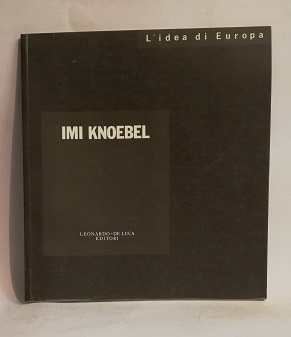 L'idea di Europa
IMI KNOEBEL
LEONARDO-DE LUCA
EDITORI